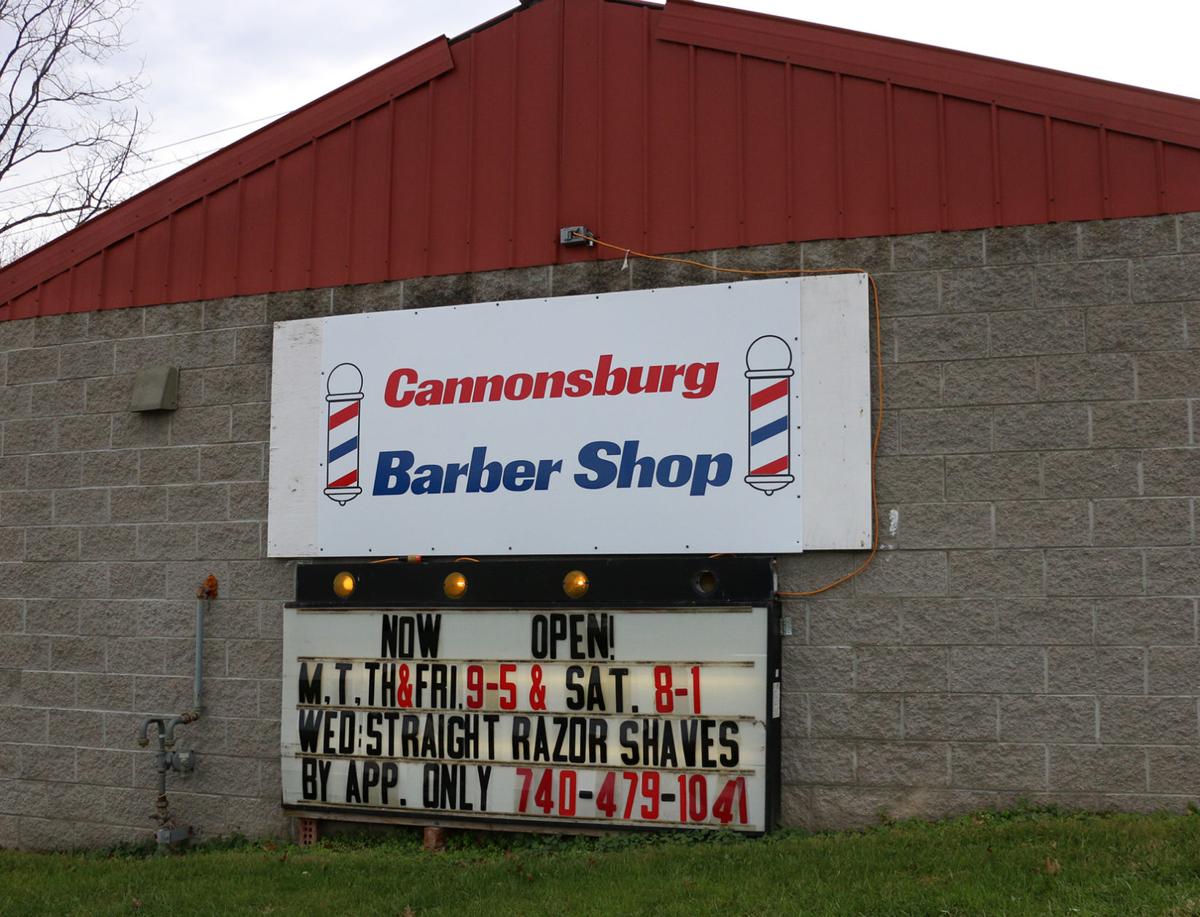 Cannonsburg
Barber Shop
NOW OPEN!
M.T.TH&FRI.9-5 & SAT. 8-1
WED:STRAIGHT RAZOR SHAVES
BY APP. ONLY 740-479-1041